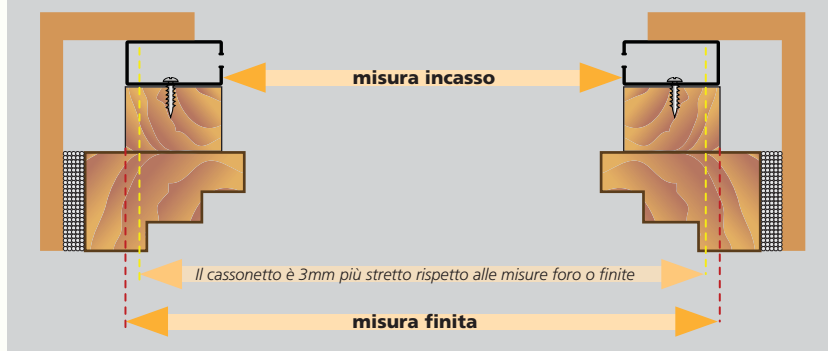 misura incasso
Il cassonetto è 3mm più stretto rispetto alle misure foro o finite
misura finita